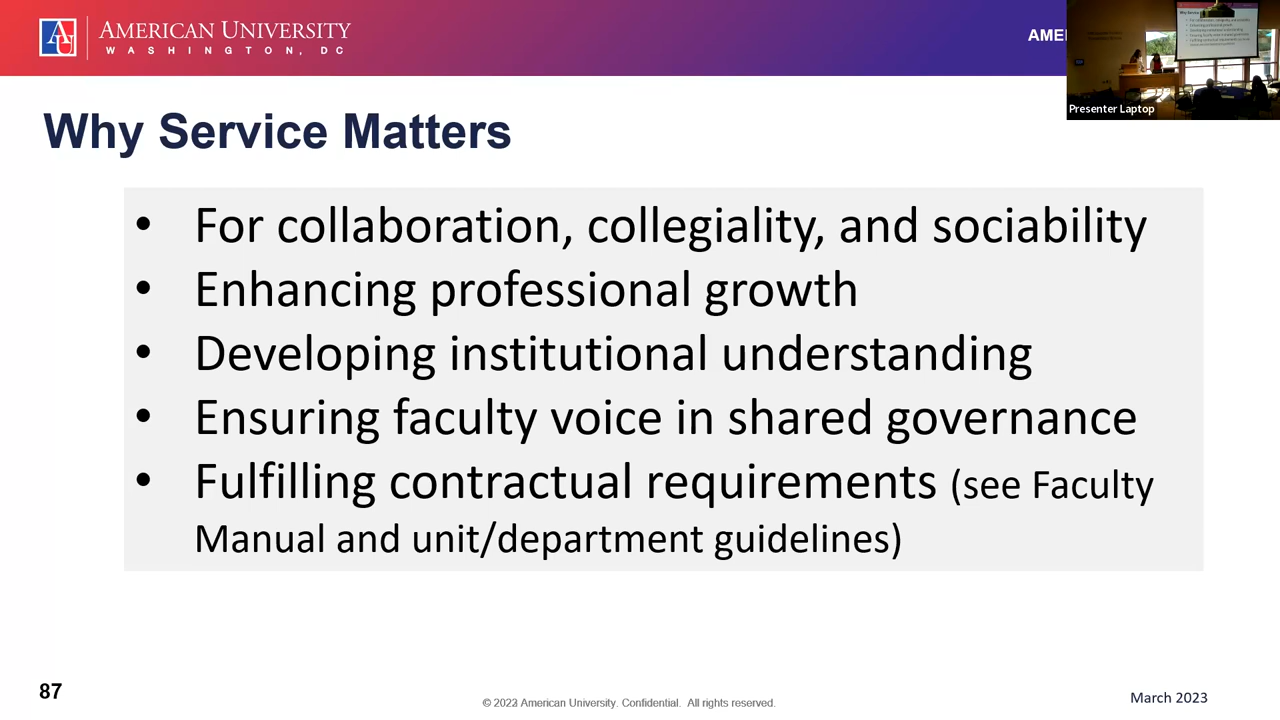 AMERICAN UNIVERSITY
WASHINGTON, DC
AME
Presenter Laptop
Why Service Matters
• For collaboration, collegiality, and sociability
• Enhancing professional growth
• Developing institutional understanding
• Ensuring faculty voice in shared governance
• Fulfilling contractual requirements (see Faculty
Manual and unit/department guidelines)
87
© 2023 American University. Confidential. All rights reserved.
March 2023